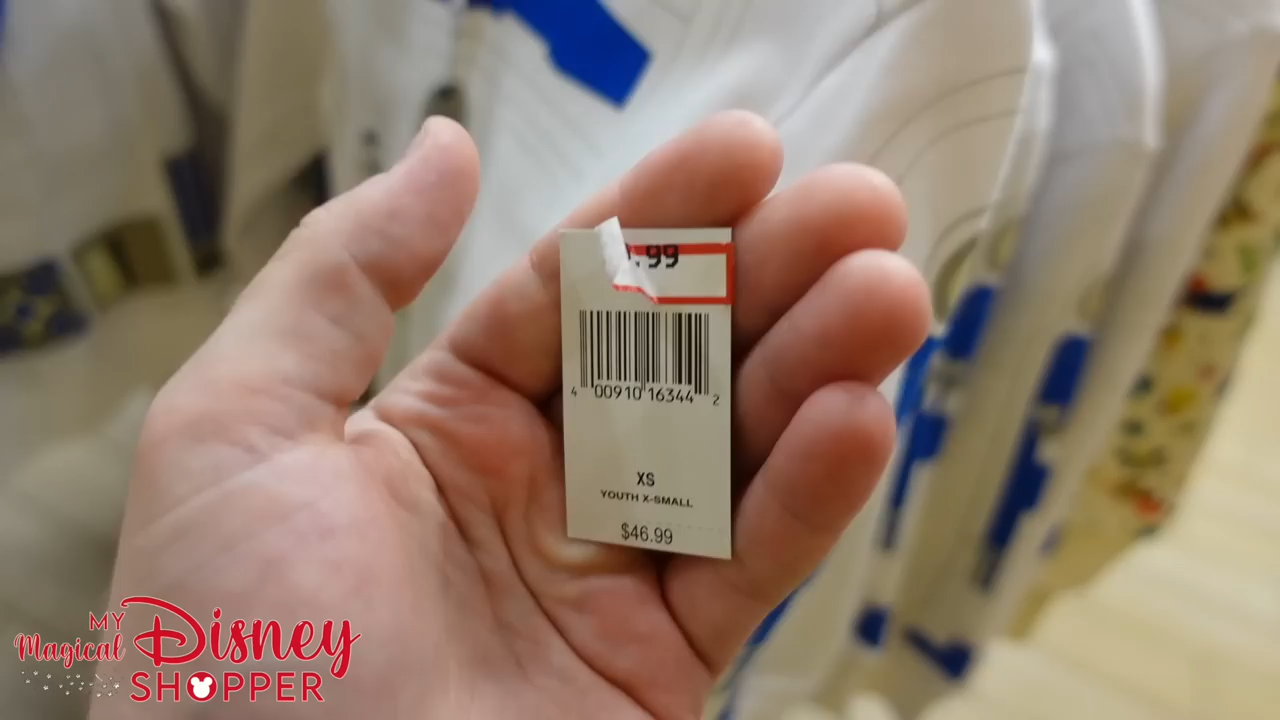 .99
4 00910 16344 2
XS
YOUTH X-SMALL
$46.99
MY
Magical Disney
SHOPPER